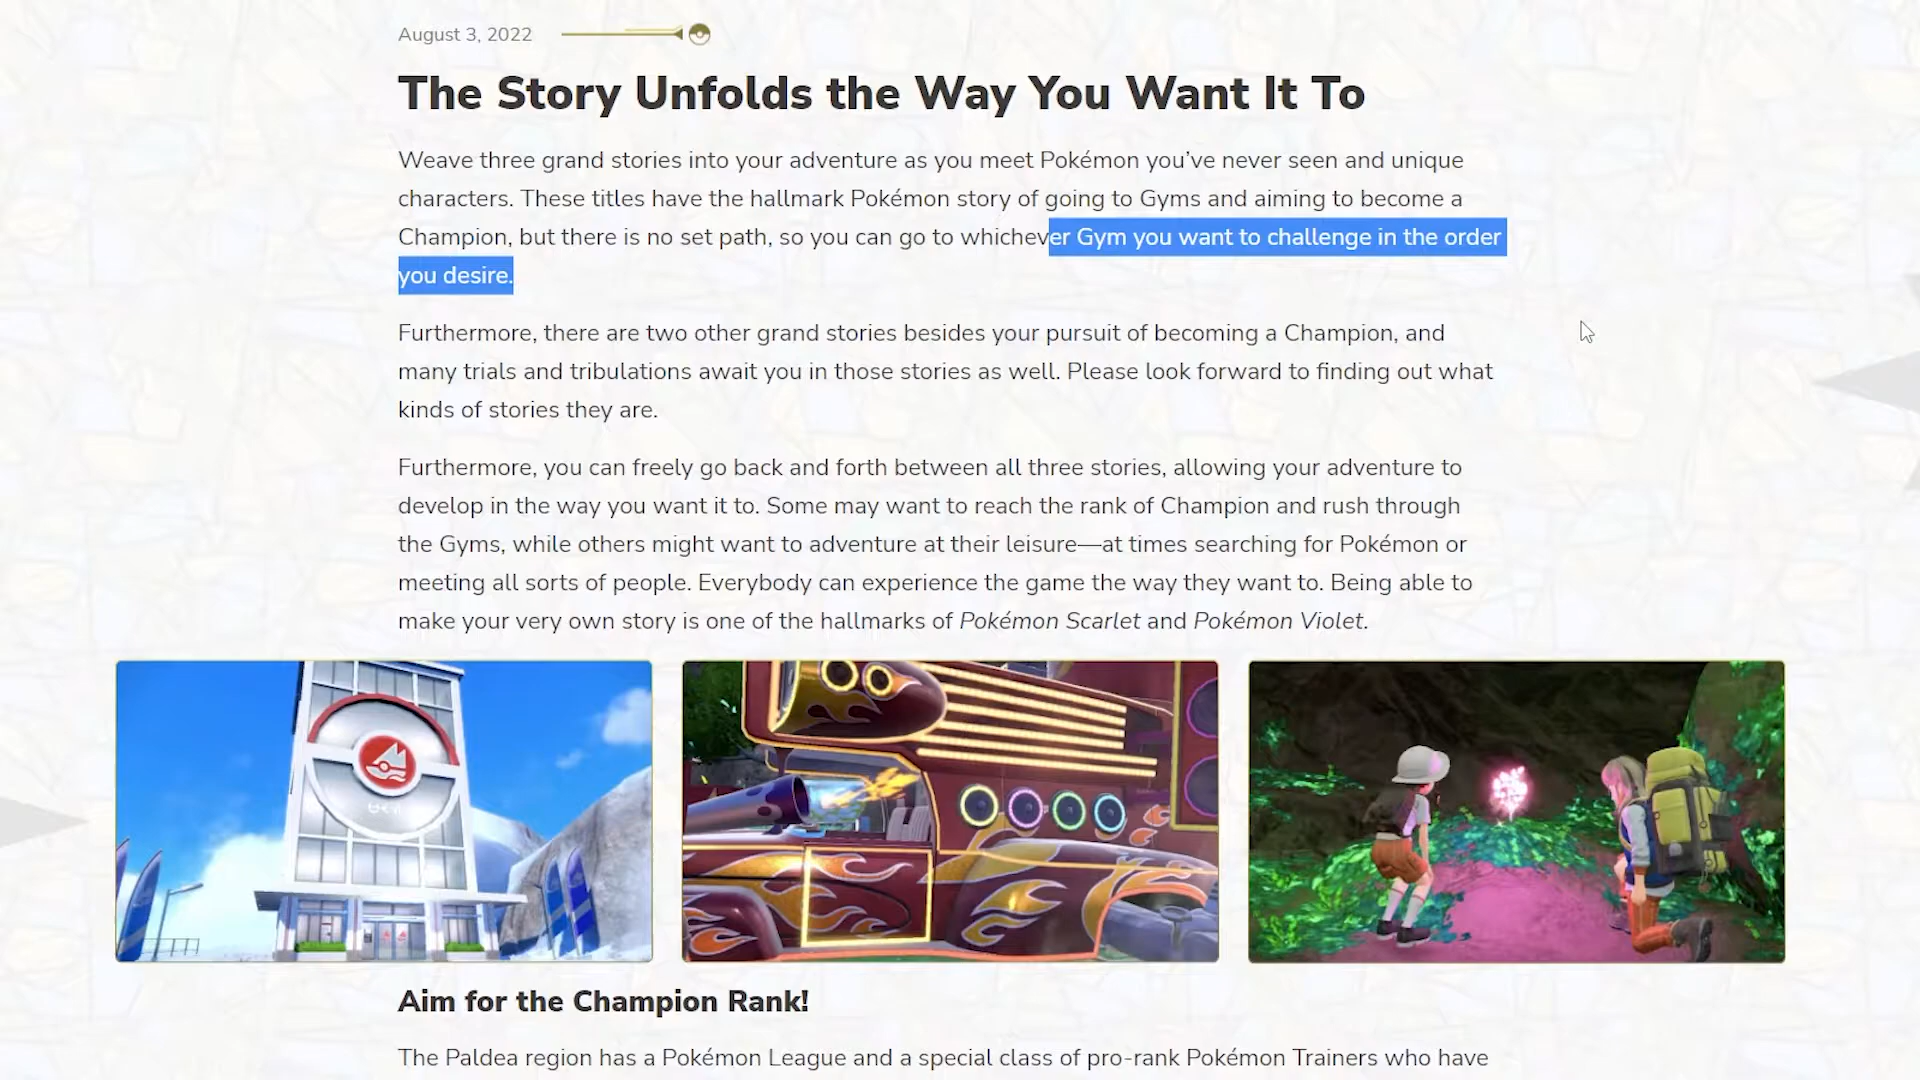 August 3, 2022
The Story Unfolds the Way You Want It To
Weave three grand stories into your adventure as you meet Pokémon you’ve never seen and unique
characters. These titles have the hallmark Pokémon story of going to Gyms and aiming to become a
Champion, but there is no set path, so you can go to whichever Gym you want to challenge in the order
you desire.
Furthermore, there are two other grand stories besides your pursuit of becoming a Champion, and
many trials and tribulations await you in those stories as well. Please look forward to finding out what
kinds of stories they are.
Furthermore, you can freely go back and forth between all three stories, allowing your adventure to
develop in the way you want it to. Some may want to reach the rank of Champion and rush through
the Gyms, while others might want to adventure at their leisure—at times searching for Pokémon or
meeting all sorts of people. Everybody can experience the game the way they want to. Being able to
make your very own story is one of the hallmarks of Pokémon Scarlet and Pokémon Violet.
Aim for the Champion Rank!
The Paldea region has a Pokémon League and a special class of pro-rank Pokémon Trainers who have